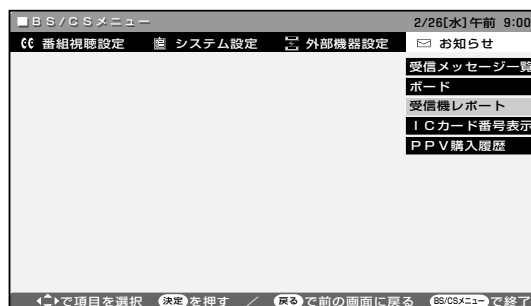 ■BS/CSメニュー 2/26[水]午前 9:00
番組視聴設定 システム設定 外部機器設定 お知らせ
受信メッセージ一覧
ボード
受信機レポート
ICカード番号表示
PPV購入履歴
で項目を選択 決定を押す / 戻るで前の画面に戻る BS/CSメニューで終了